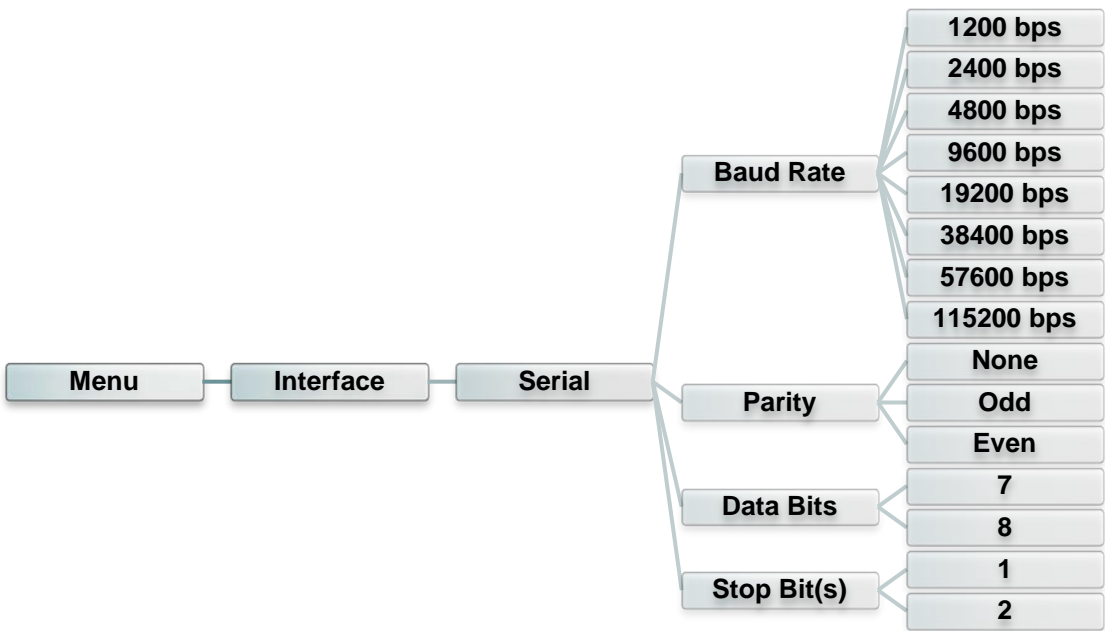 Menu
Interface
Serial
Baud Rate
1200 bps
2400 bps
4800 bps
9600 bps
19200 bps
38400 bps
57600 bps
115200 bps
Parity
None
Odd
Even
Data Bits
7
8
Stop Bit(s)
1
2